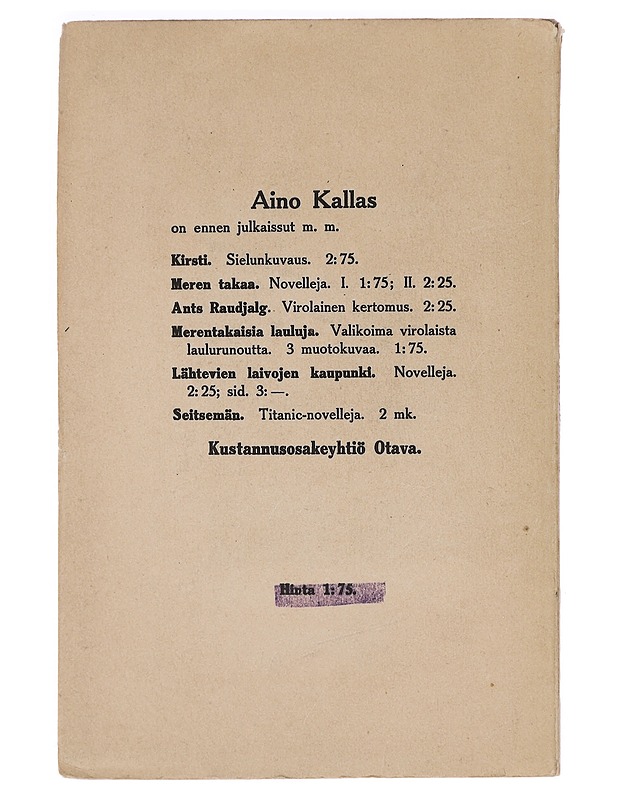 Aino Kallas
on ennen julkaissut m. m.
Kirsti. Sielunkuvaus. 2:75.
Meren takaa. Novelleja. I. 1:75; II. 2:25.
Ants Raudjalg. Virolainen kertomus. 2:25.
Merentakaisia lauluja. Valikoima virolaista
laulurunoutta. 3 muotokuvaa. 1:75.
Lähtevien laivojen kaupunki. Novelleja.
2:25; sid. 3:—.
Seitsemän. Titanic-novelleja. 2 mk.
Kustannusosakeyhtiö Otava.
Hinta 1:75.